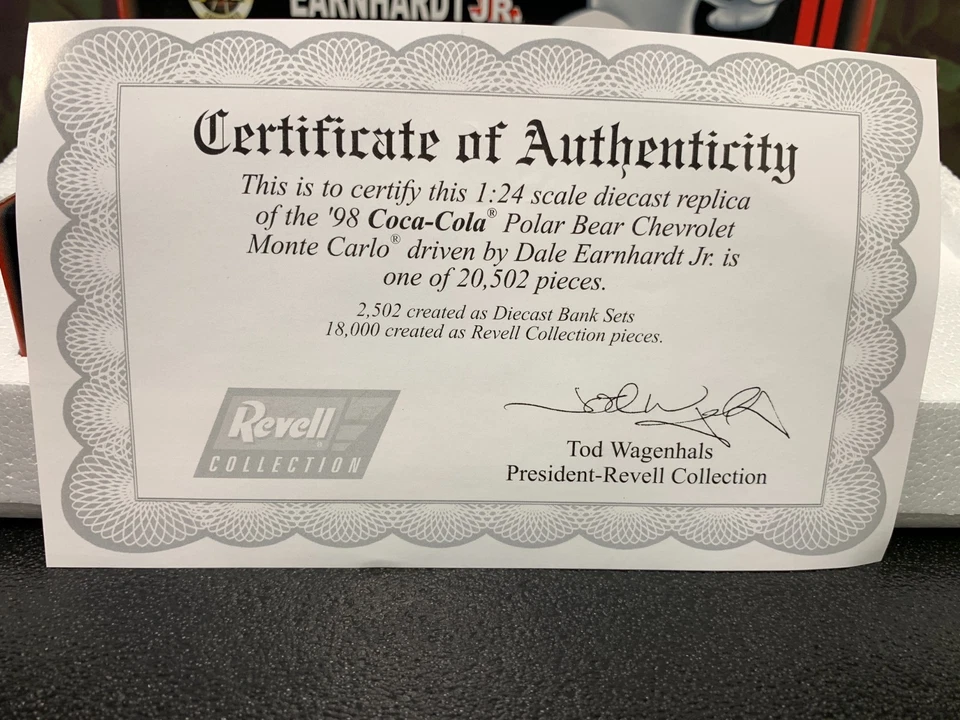 EARNHARDT JR.
Certificate of Authenticity
This is to certify this 1:24 scale diecast replica
of the '98 Coca-Cola® Polar Bear Chevrolet
Monte Carlo® driven by Dale Earnhardt Jr. is
one of 20,502 pieces.
2,502 created as Diecast Bank Sets
18,000 created as Revell Collection pieces.
Revell
COLLECTION
Tod Wagenhals
President-Revell Collection